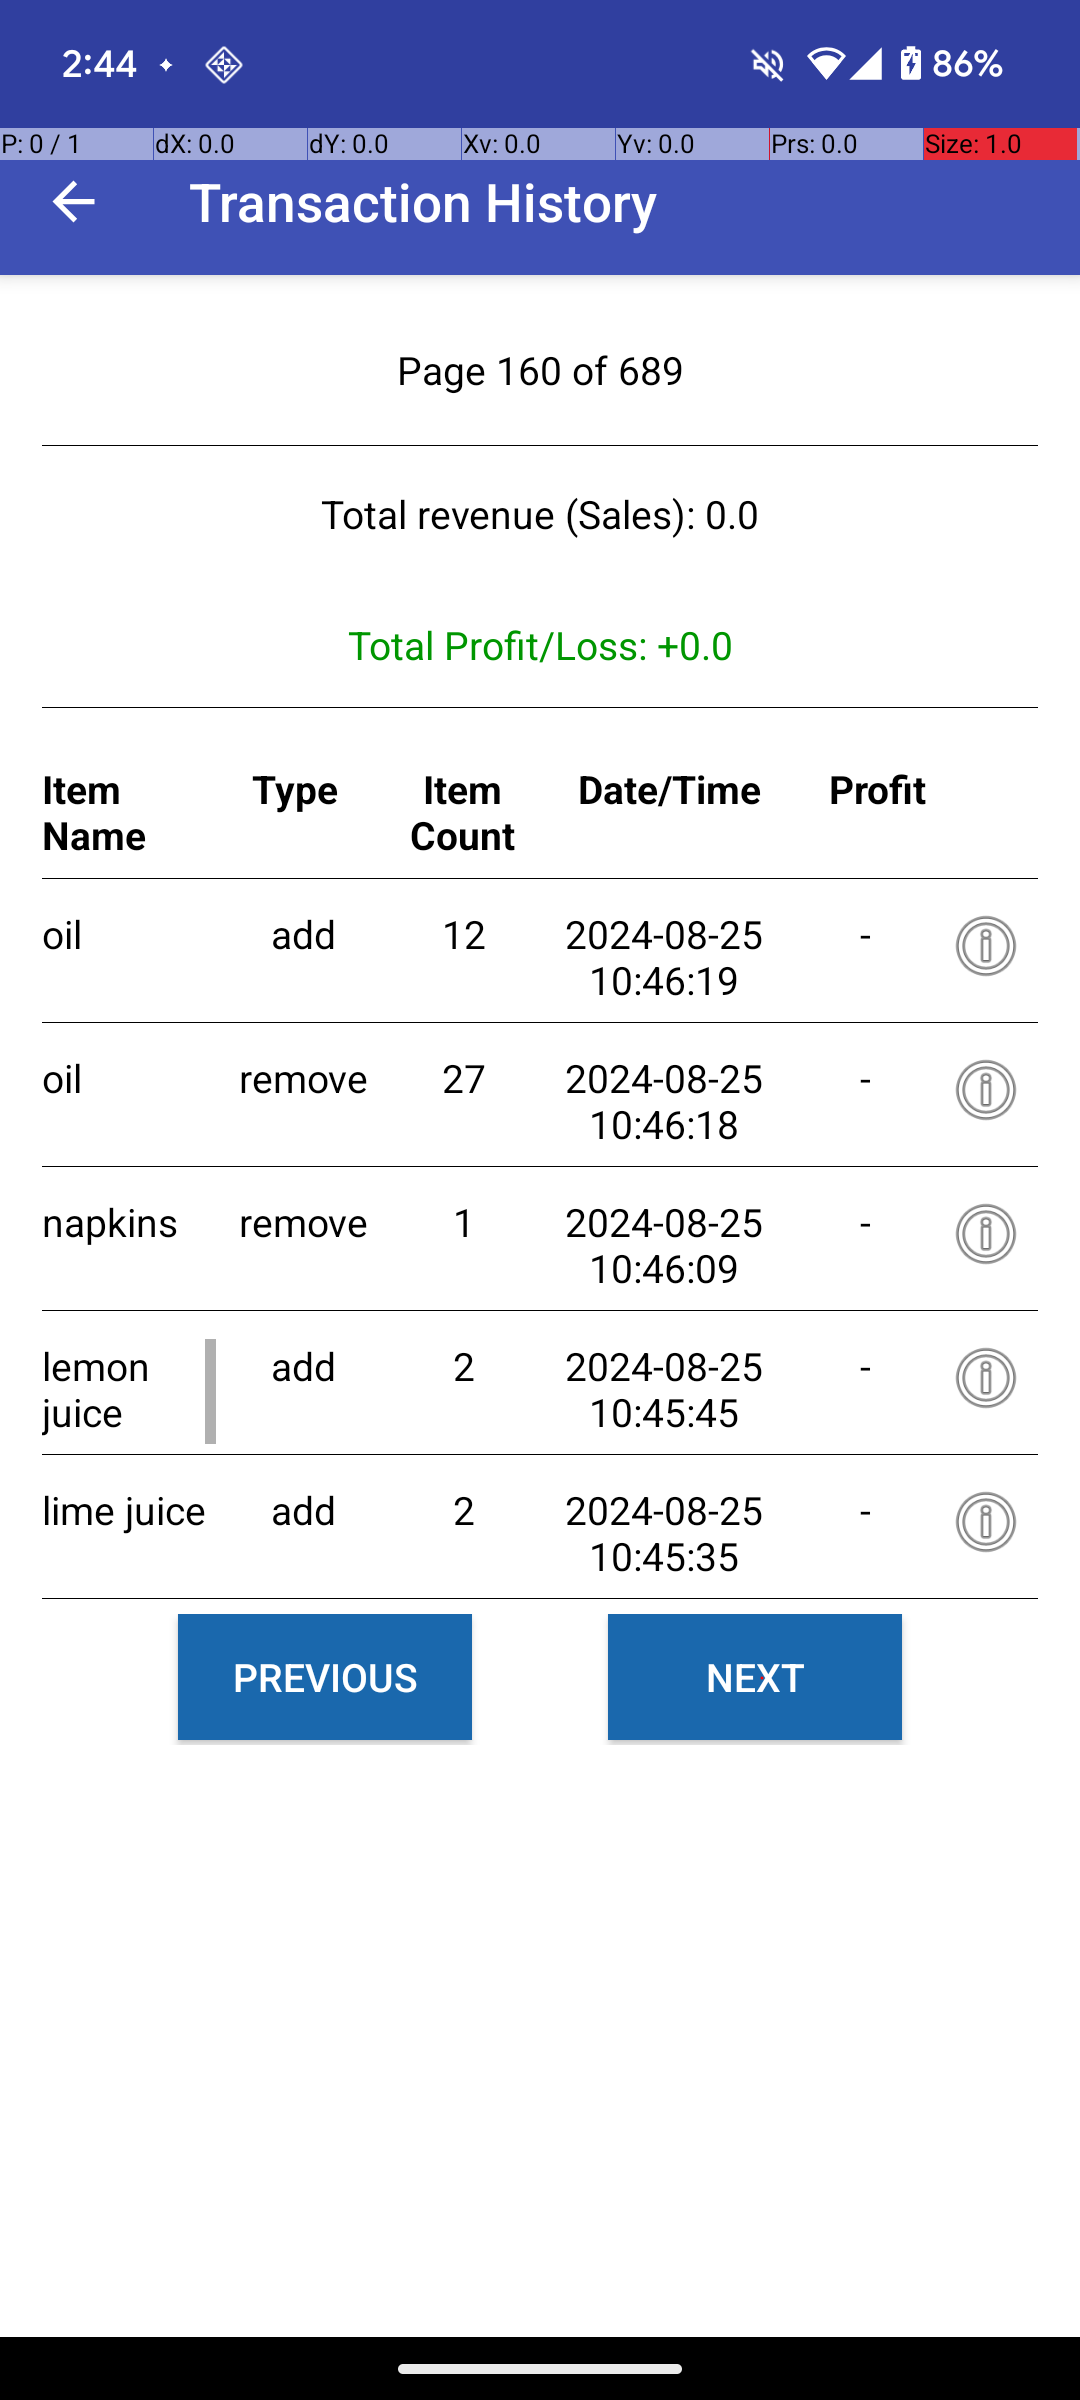 2:44
86%
P: 0 / 1
dX: 0.0
dY: 0.0
Xv: 0.0
Yv: 0.0
Prs: 0.0
Size: 1.0
Transaction History
Page 160 of 689
Total revenue (Sales): 0.0
Total Profit/Loss: +0.0
Item Name Type Item Count Date/Time Profit
oil add 12 2024-08-25 10:46:19 -
oil remove 27 2024-08-25 10:46:18 -
napkins remove 1 2024-08-25 10:46:09 -
lemon juice add 2 2024-08-25 10:45:45 -
lime juice add 2 2024-08-25 10:45:35 -
PREVIOUS
NEXT